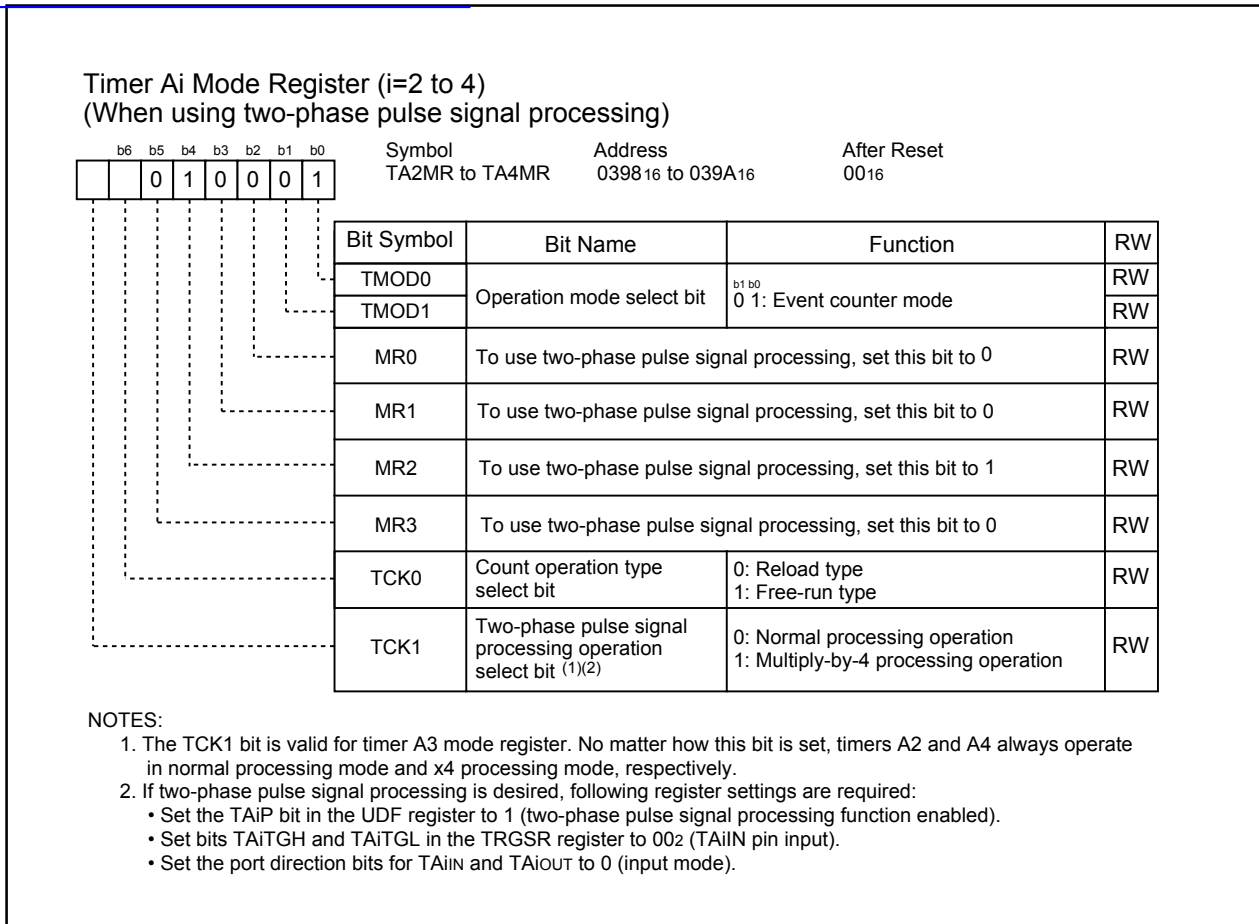 Timer Ai Mode Register (i=2 to 4)
(When using two-phase pulse signal processing)
b6 b5 b4 b3 b2 b1 b0
0 1 0 0 0 1
Symbol Address After Reset
TA2MR to TA4MR 039816 to 039A16 0016
Bit Symbol Bit Name Function RW
TMOD0 Operation mode select bit b1 b0 RW
TMOD1 0 1: Event counter mode RW
MR0 To use two-phase pulse signal processing, set this bit to 0 RW
MR1 To use two-phase pulse signal processing, set this bit to 0 RW
MR2 To use two-phase pulse signal processing, set this bit to 1 RW
MR3 To use two-phase pulse signal processing, set this bit to 0 RW
TCK0 Count operation type select bit 0: Reload type RW
1: Free-run type
TCK1 Two-phase pulse signal processing operation select bit (1)(2) 0: Normal processing operation RW
1: Multiply-by-4 processing operation
NOTES:
1. The TCK1 bit is valid for timer A3 mode register. No matter how this bit is set, timers A2 and A4 always operate
in normal processing mode and x4 processing mode, respectively.
2. If two-phase pulse signal processing is desired, following register settings are required:
• Set the TAiP bit in the UDF register to 1 (two-phase pulse signal processing function enabled).
• Set bits TAiTGH and TAiTGL in the TRGSR register to 002 (TAiIN pin input).
• Set the port direction bits for TAiIN and TAiOUT to 0 (input mode).